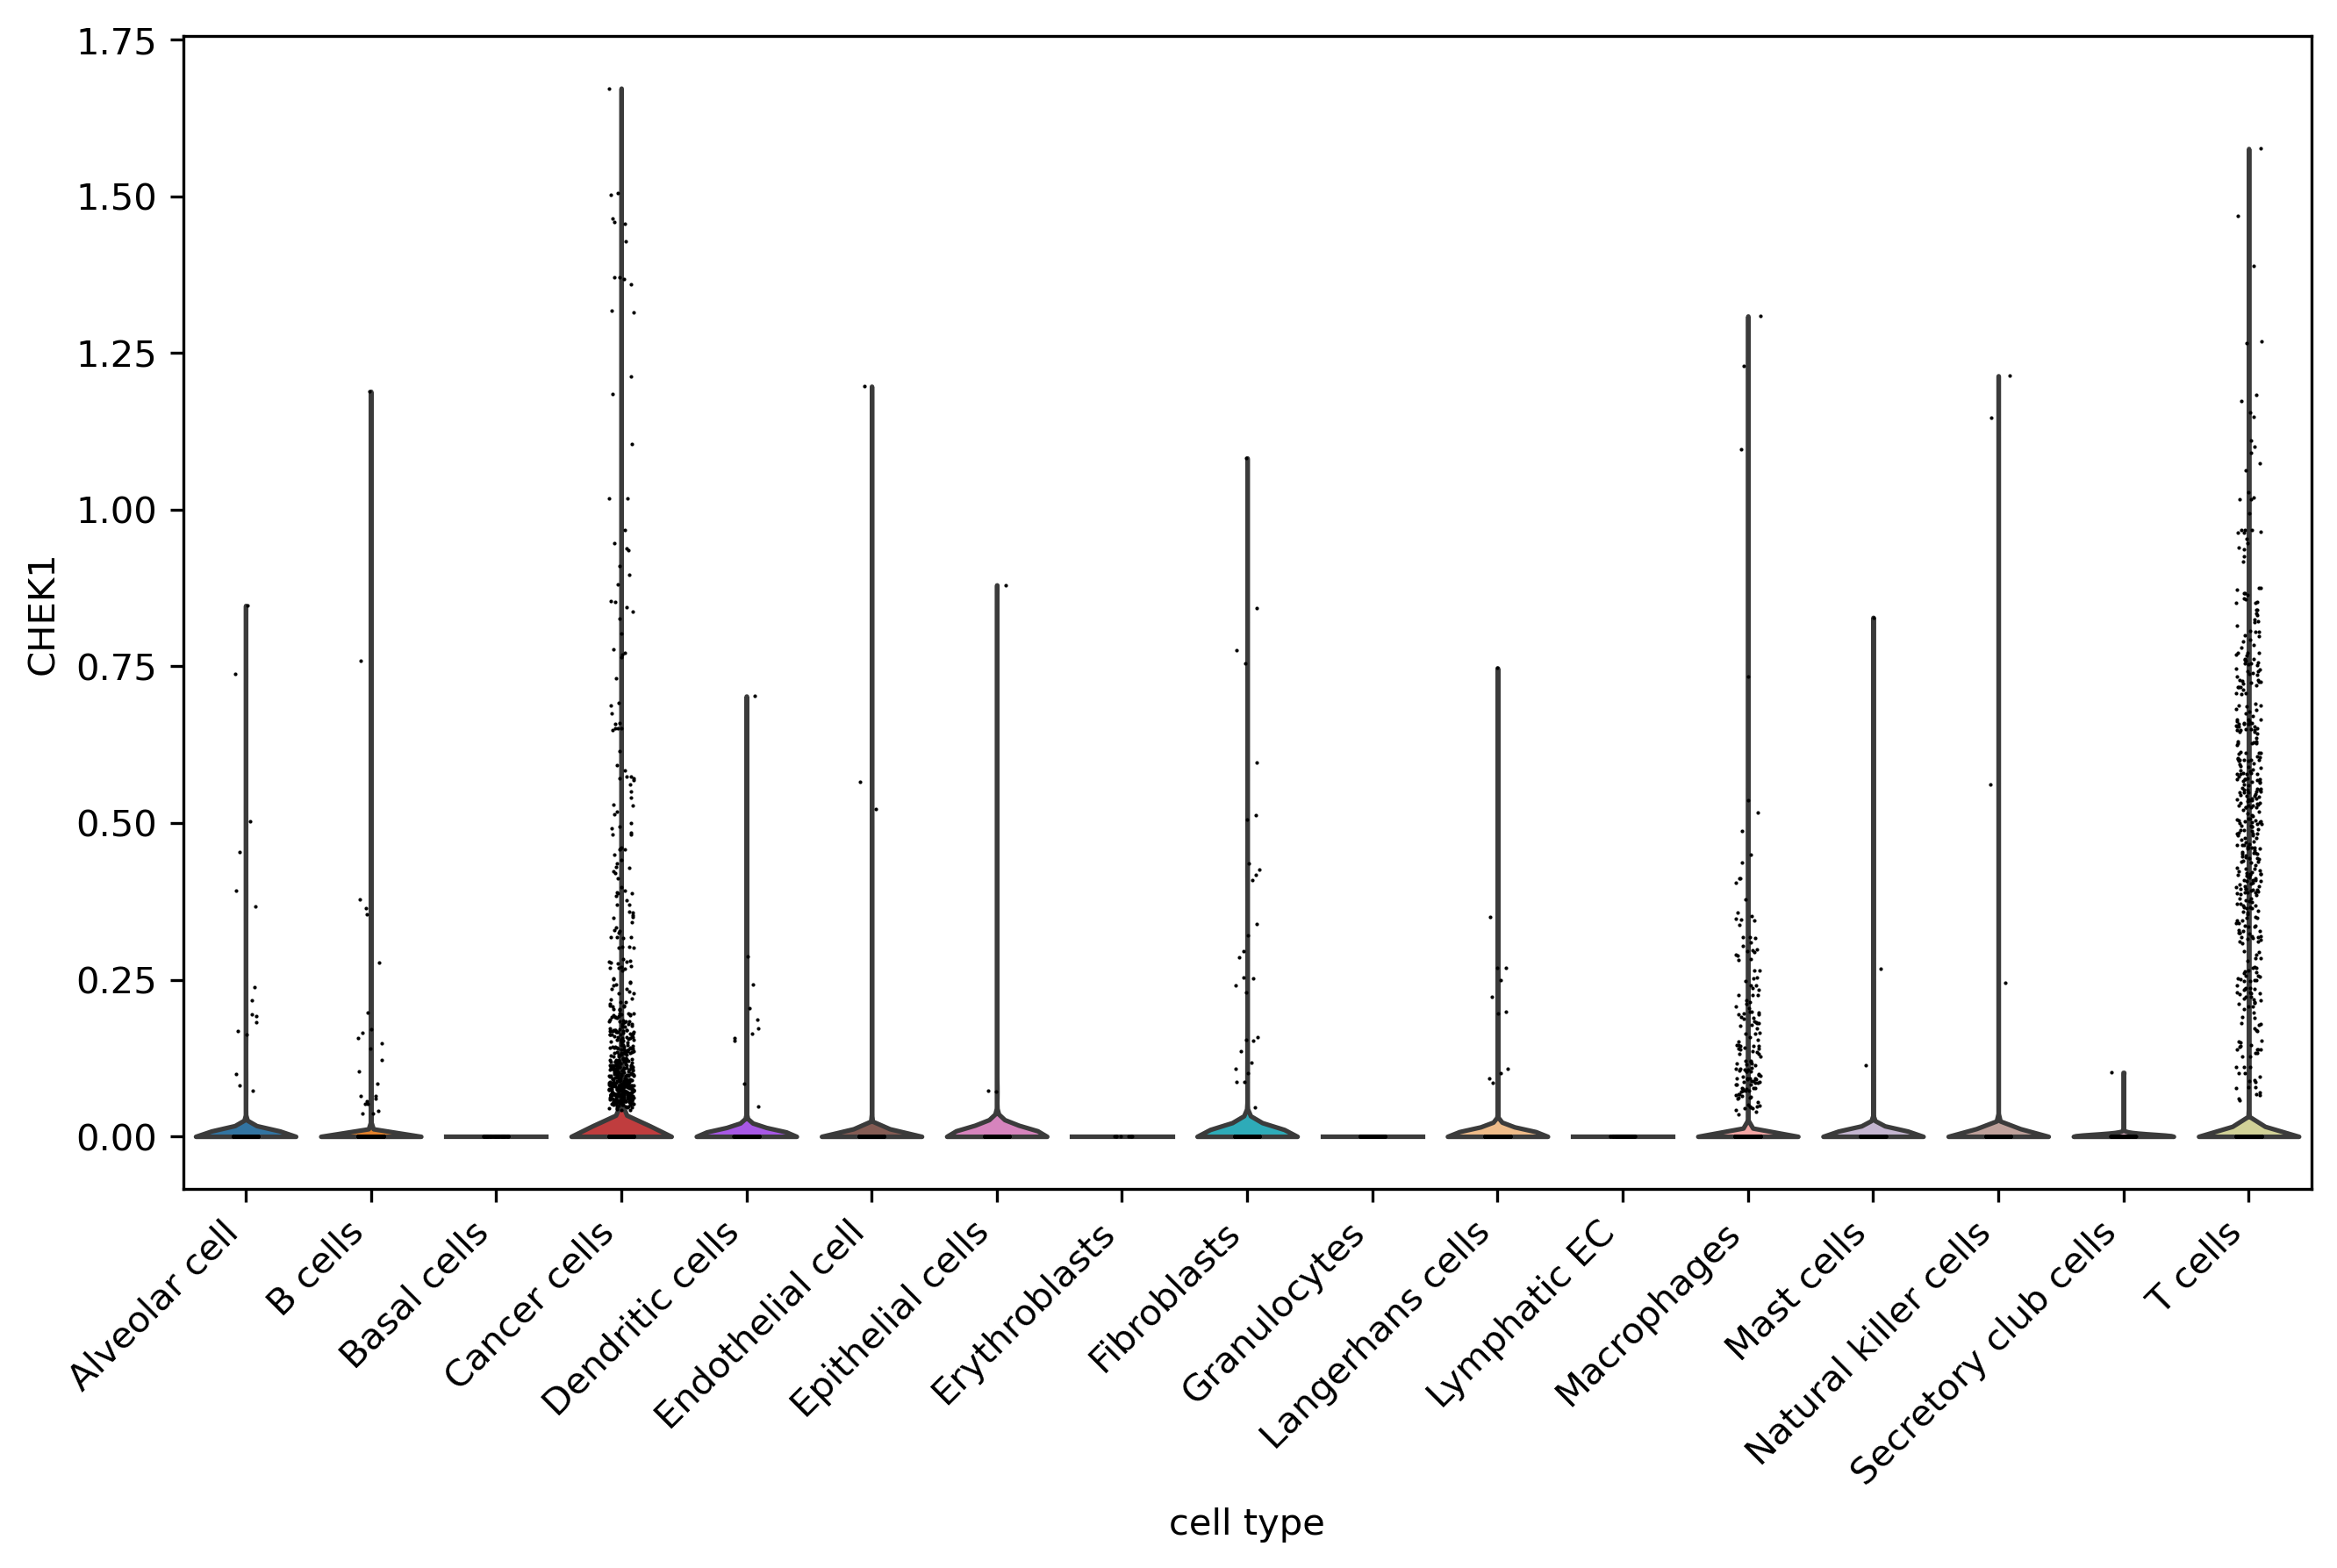 1.75
1.50
1.25
1.00
0.75
0.50
0.25
0.00
CHEK1
Alveolar cell
B cells
Basal cells
Cancer cells
Dendritic cells
Endothelial cell
Epithelial cells
Erythroblasts
Fibroblasts
Granulocytes
Langerhans cells
Lymphatic EC
Macrophages
Mast cells
Natural killer cells
Secretory club cells
T cells
cell type